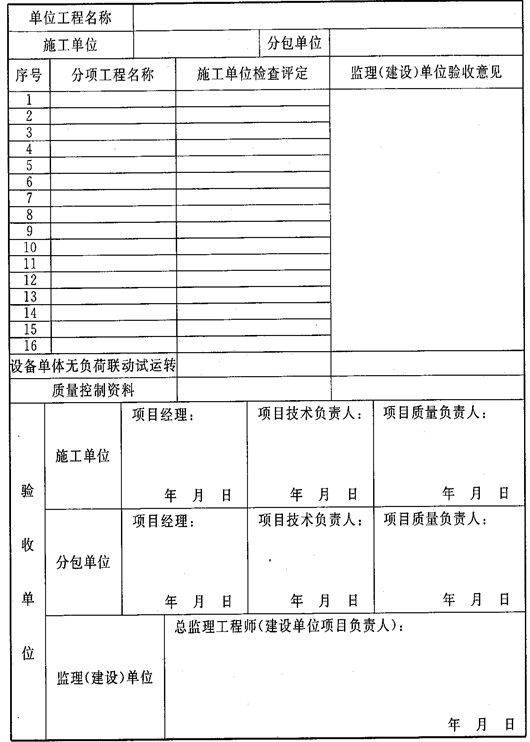 单位工程名称
施工单位 分包单位
序号 分项工程名称 施工单位检查评定 监理(建设)单位验收意见
1
2
3
4
5
6
7
8
9
10
11
12
13
14
15
16
设备单体无负荷联动试运转
质量控制资料
验收单位
施工单位
项目经理： 项目技术负责人： 项目质量负责人：
年 月 日 年 月 日 年 月 日
分包单位
项目经理： 项目技术负责人： 项目质量负责人：
年 月 日 年 月 日 年 月 日
监理(建设)单位
总监理工程师(建设单位项目负责人)：
年 月 日